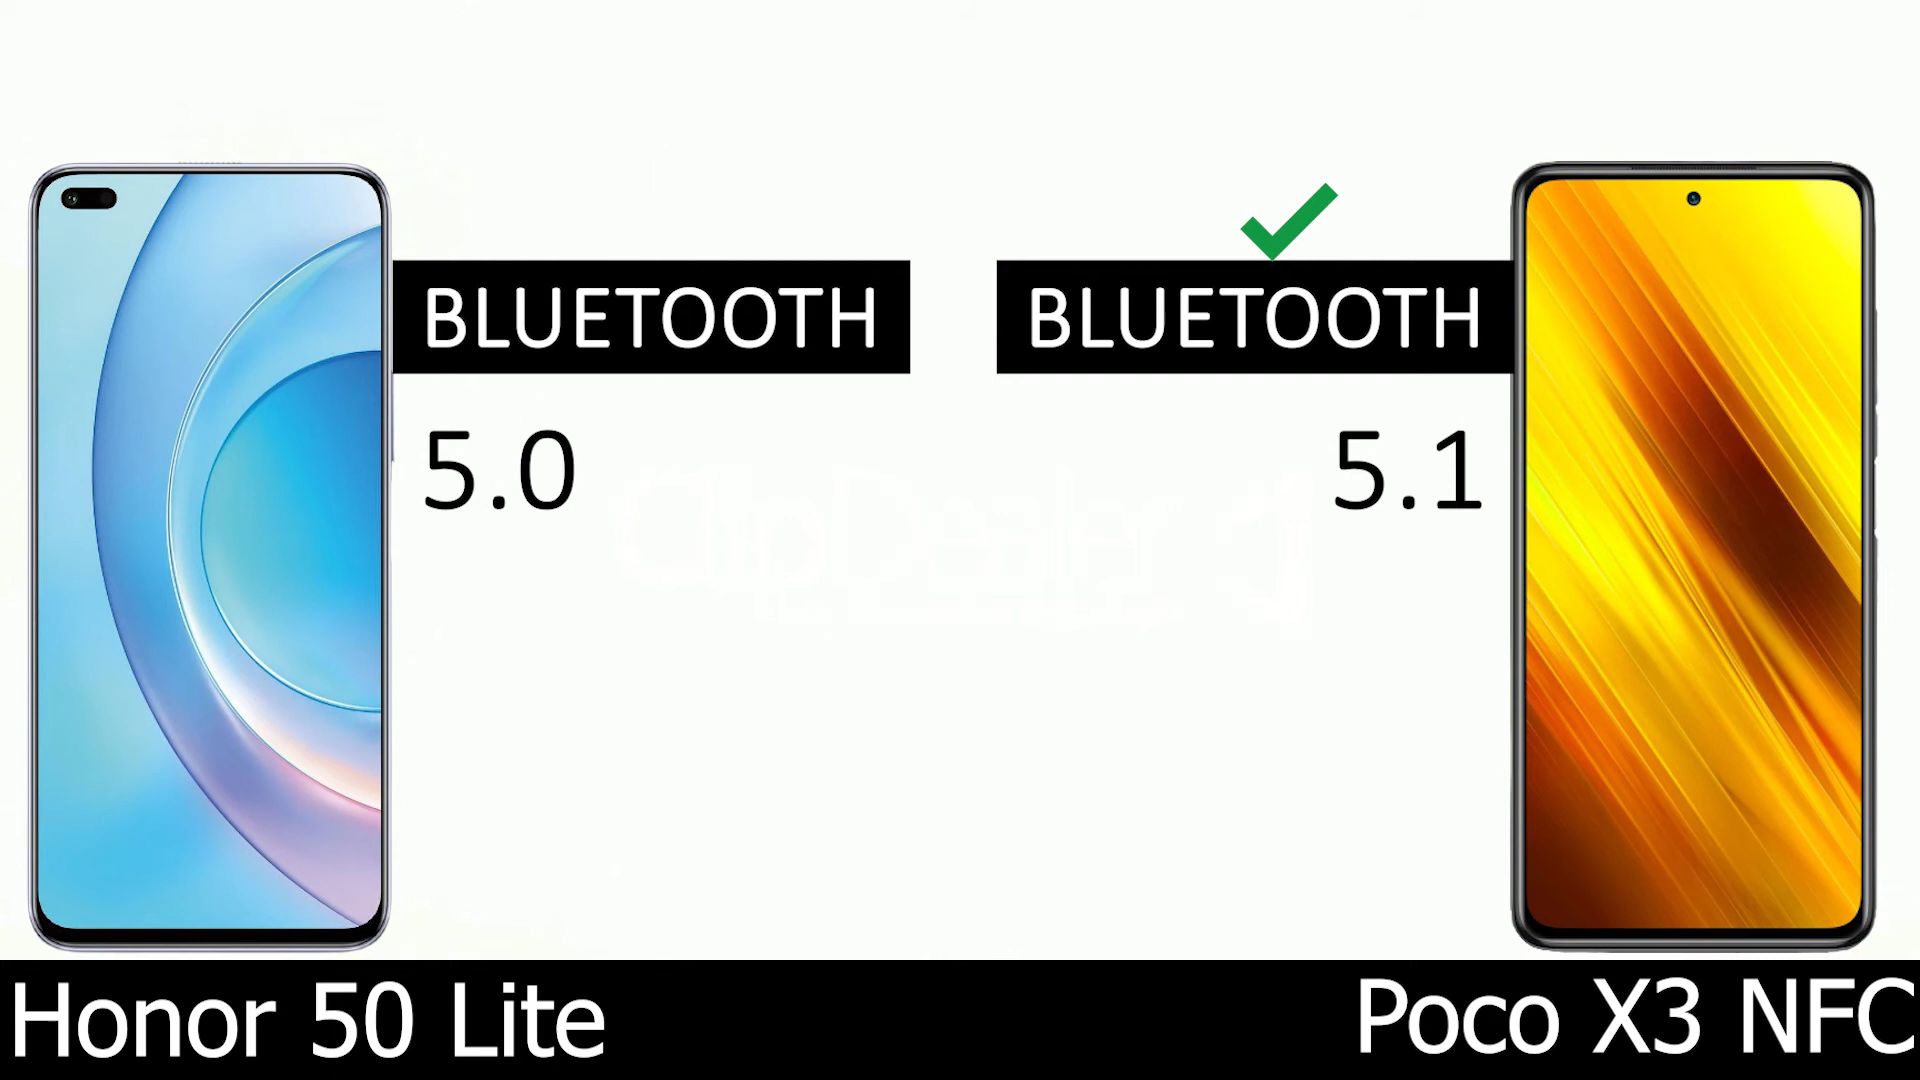 BLUETOOTH
5.0
BLUETOOTH
5.1
Honor 50 Lite
Poco X3 NFC